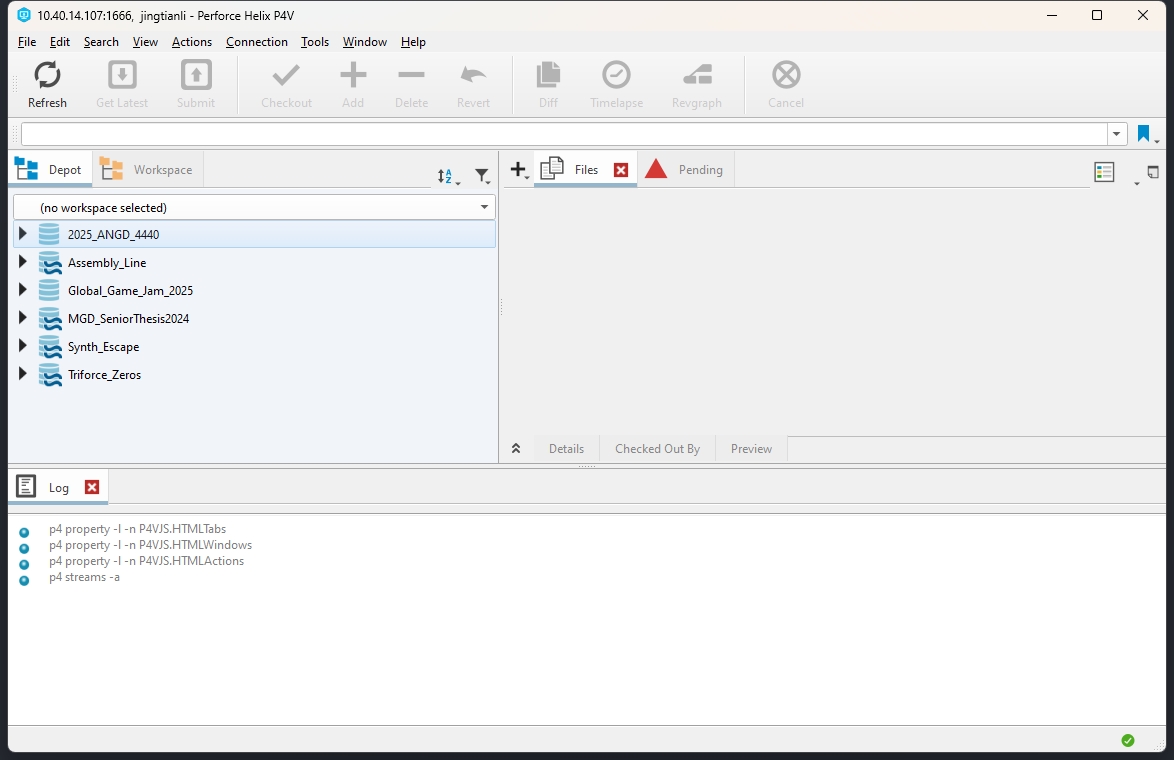 10.40.14.107:1666, jingtianli - Perforce Helix P4V
File Edit Search View Actions Connection Tools Window Help
Refresh Get Latest Submit Checkout Add Delete Revert Diff Timelapse Revgraph Cancel
Depot Workspace Files Pending
(no workspace selected)
2025_ANGD_4440
Assembly_Line
Global_Game_Jam_2025
MGD_SeniorThesis2024
Synth_Escape
Triforce_Zeros
Details Checked Out By Preview
Log
p4 property -l -n P4VJS.HTMLTabs
p4 property -l -n P4VJS.HTMLWindows
p4 property -l -n P4VJS.HTMLActions
p4 streams -a